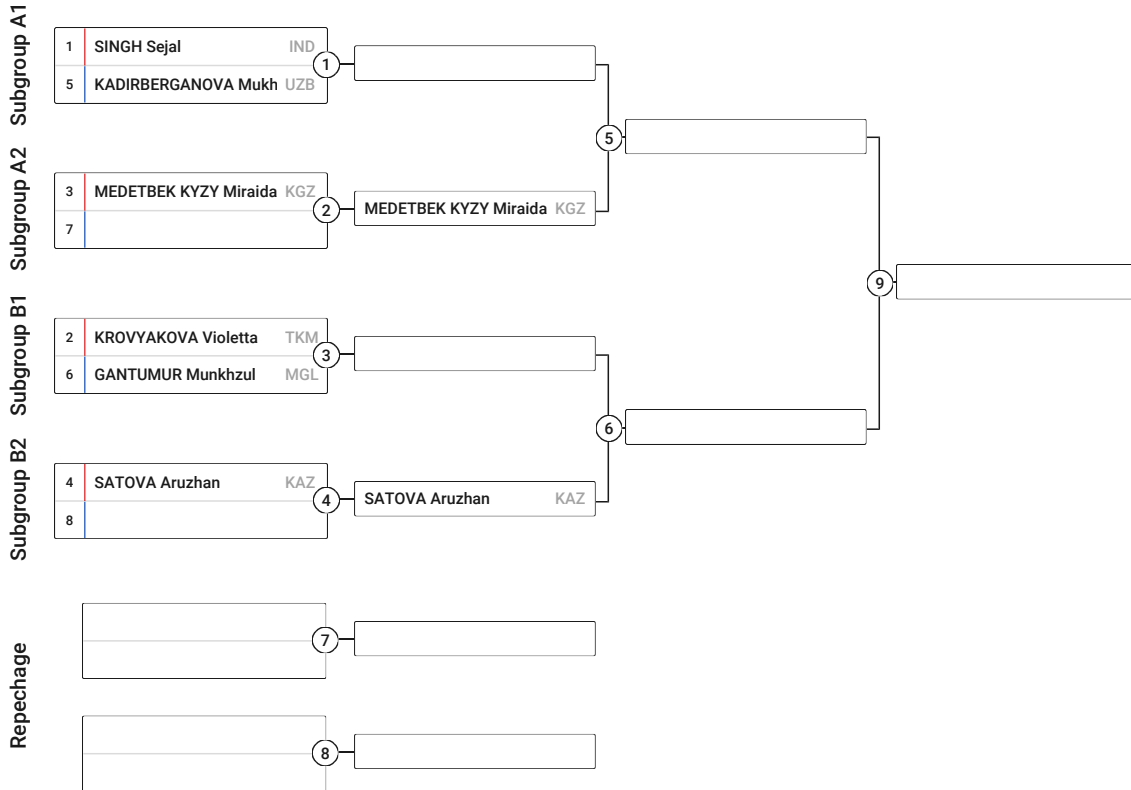 Subgroup A1
1 SINGH Sejal IND
5 KADIRBERGANOVA Mukh UZB
1
5
Subgroup A2
3 MEDETBEK KYZY Miraida KGZ
7
2
MEDETBEK KYZY Miraida KGZ
9
Subgroup B1
2 KROVYAKOVA Violetta TKM
6 GANTUMUR Munkhzul MGL
3
6
Subgroup B2
4 SATOVA Aruzhan KAZ
8
4
SATOVA Aruzhan KAZ
Repechage
7
8